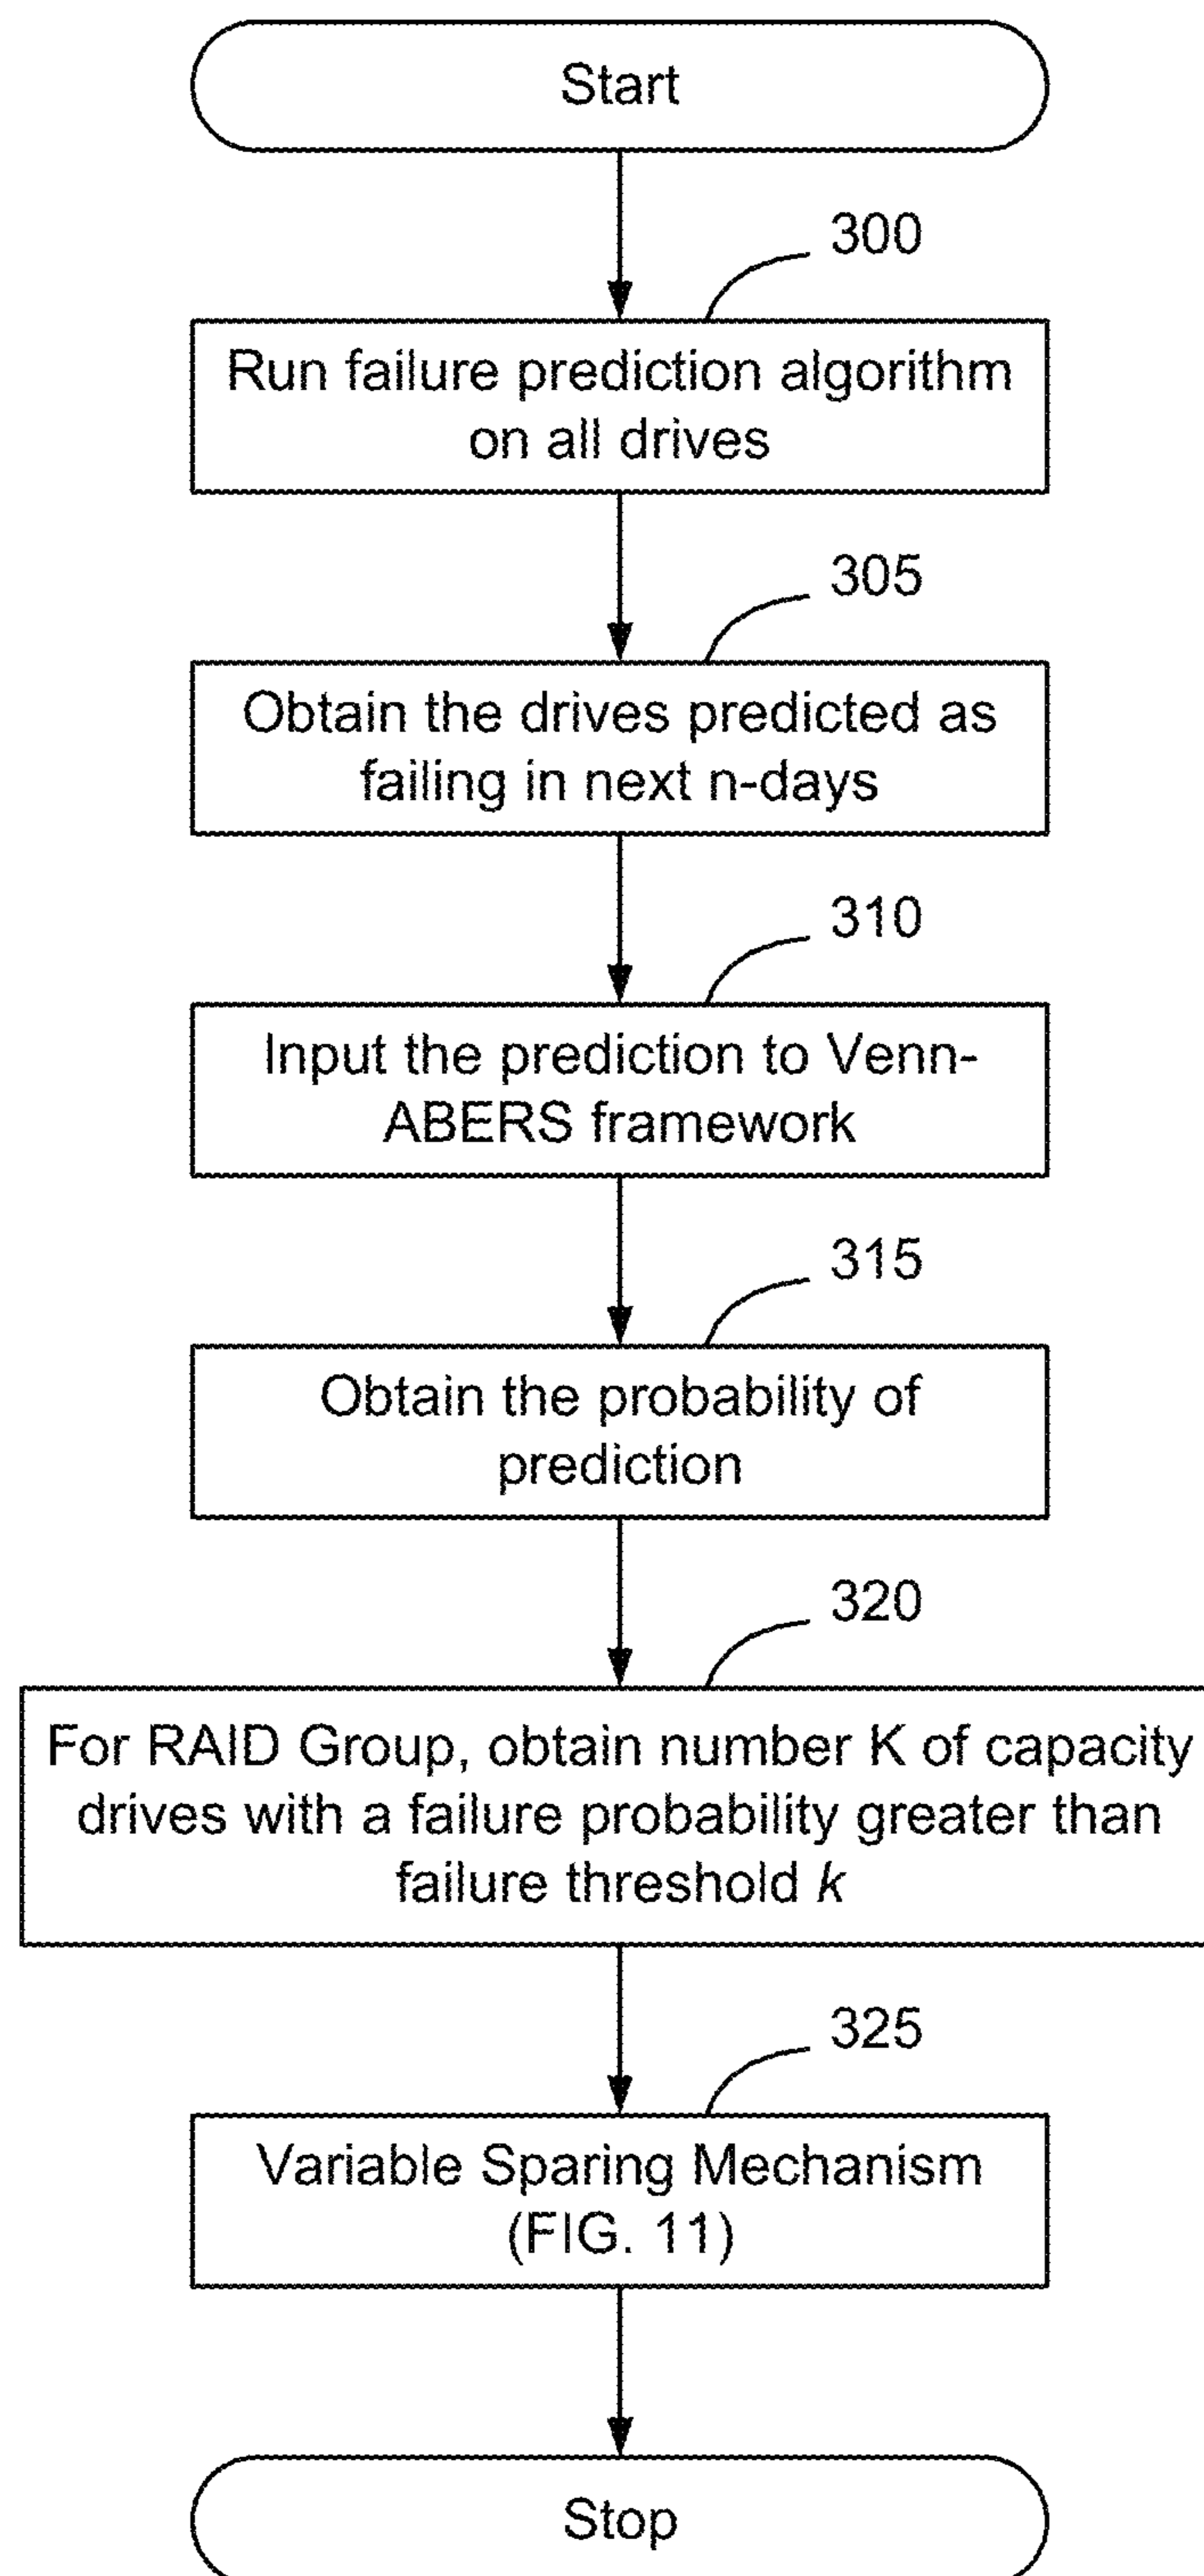 Start
300
Run failure prediction algorithm
on all drives
305
Obtain the drives predicted as
failing in next n-days
310
Input the prediction to Venn-
ABERS framework
315
Obtain the probability of
prediction
320
For RAID Group, obtain number K of capacity
drives with a failure probability greater than
failure threshold k
325
Variable Sparing Mechanism
(FIG. 11)
Stop